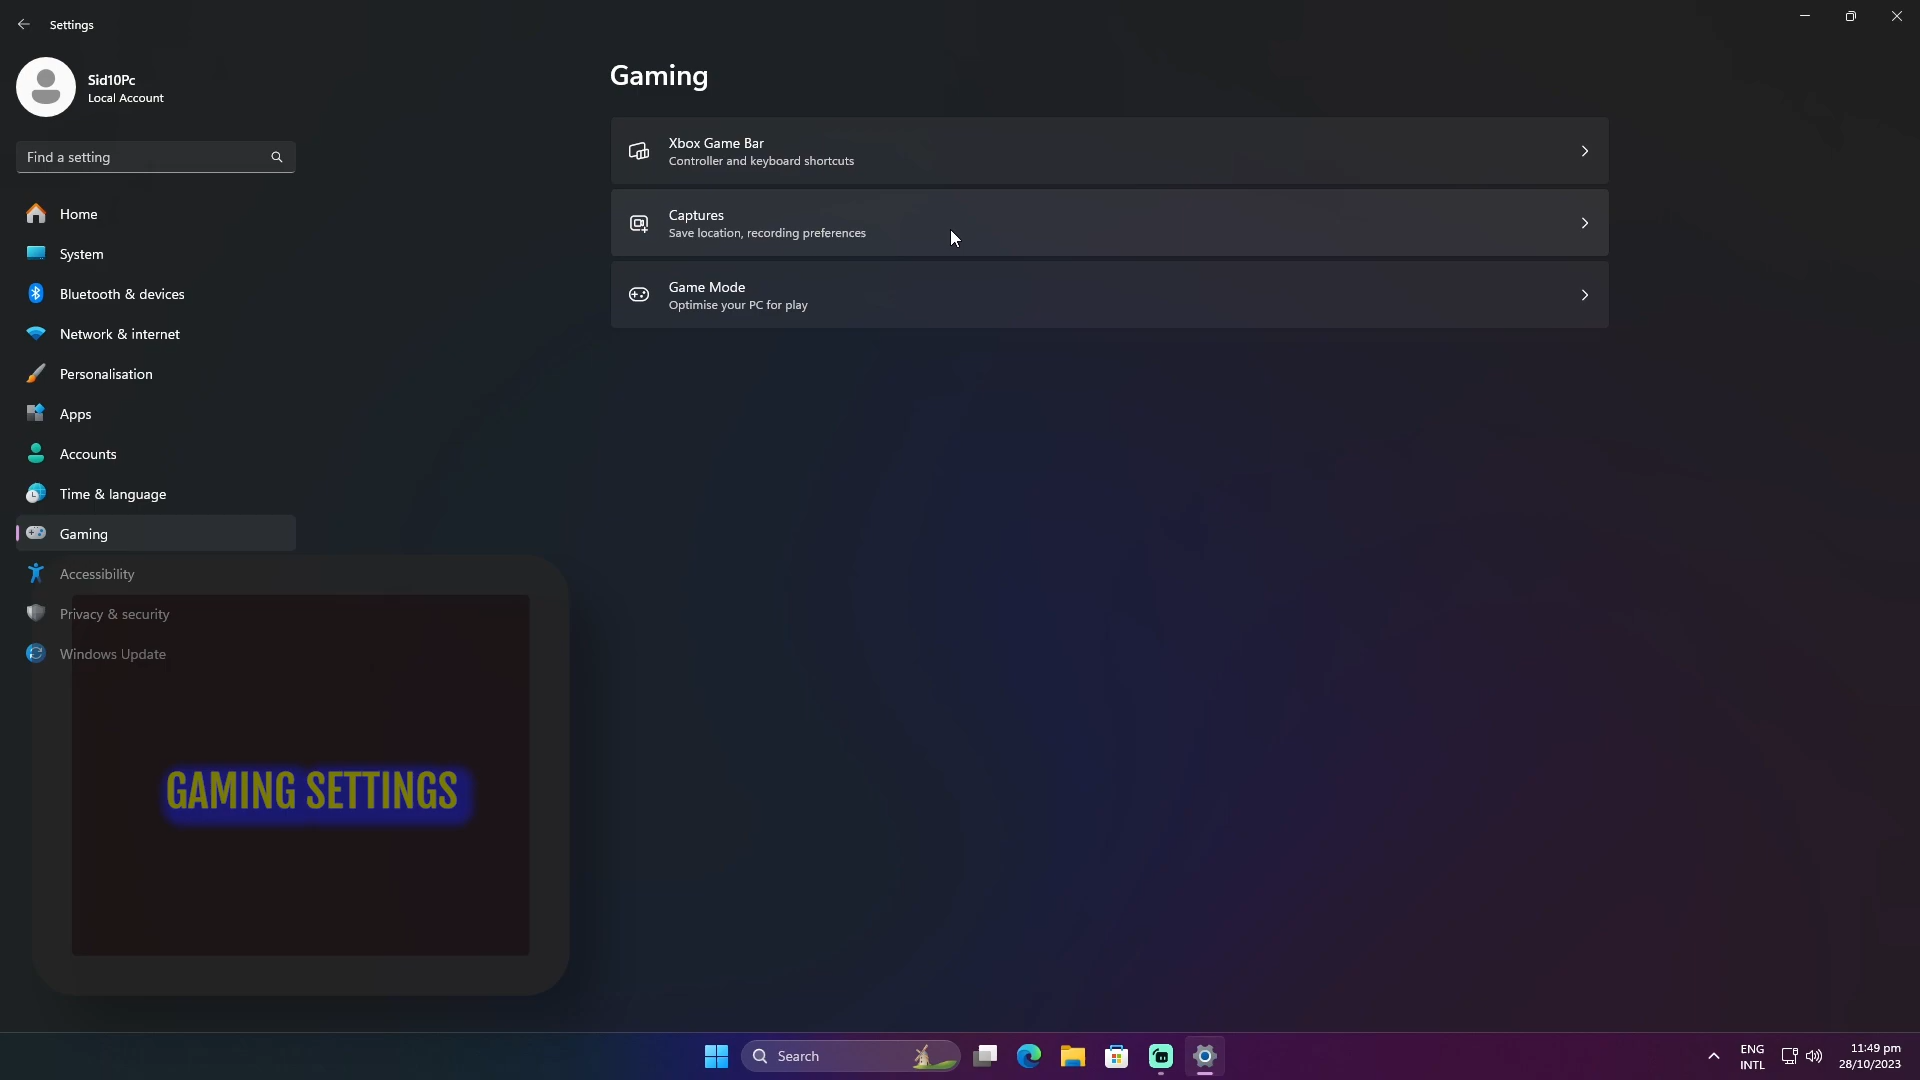 Settings
Sid10Pc
Local Account
Find a setting
Home
System
Bluetooth & devices
Network & internet
Personalisation
Apps
Accounts
Time & language
Gaming
Accessibility
Privacy & security
Windows Update
Gaming
Xbox Game Bar
Controller and keyboard shortcuts
Captures
Save location, recording preferences
Game Mode
Optimise your PC for play
GAMING SETTINGS
Search
ENG
INTL
11:49 pm
28/10/2023